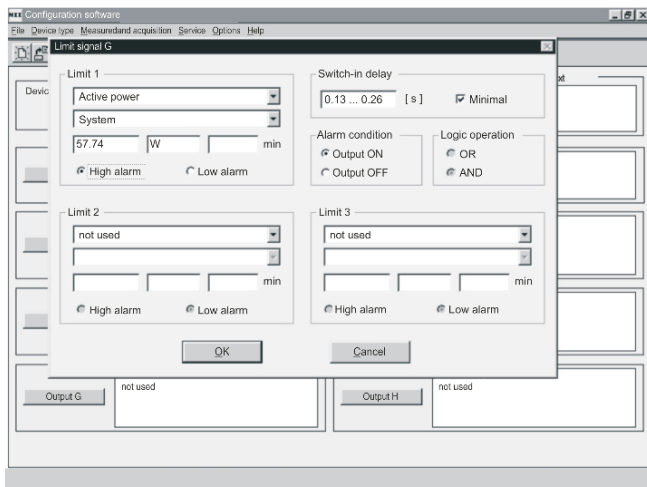 Configuration software
File Device type Measuredand acquisition Service Options Help
Limit signal G
Limit 1
Active power
System
57.74 W min
High alarm Low alarm
Switch-in delay
0.13 ... 0.26 [s] Minimal
Alarm condition
Output ON
Output OFF
Logic operation
OR
AND
Limit 2
not used
min
High alarm Low alarm
Limit 3
not used
min
High alarm Low alarm
OK Cancel
Devic
Output G not used
Output H not used